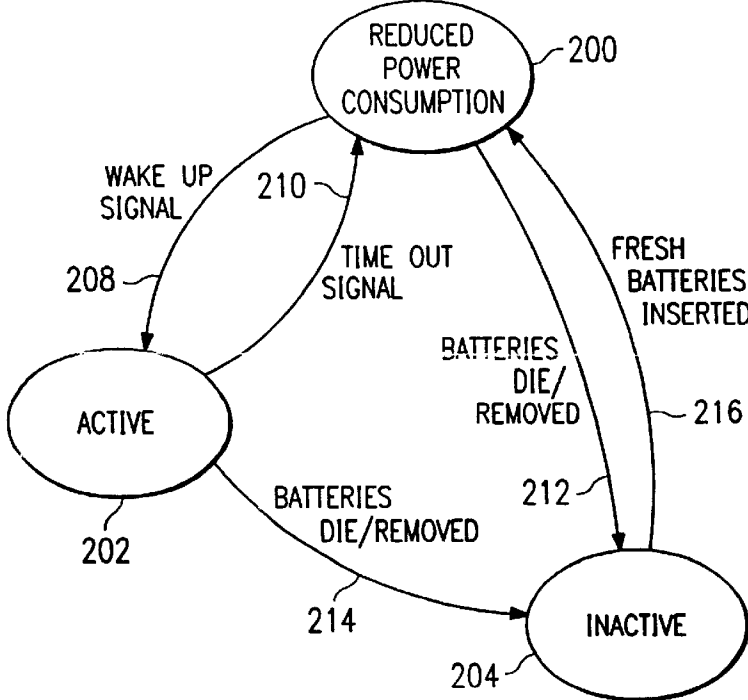 REDUCED
POWER
CONSUMPTION
200
WAKE UP
SIGNAL
210
208
TIME OUT
SIGNAL
FRESH
BATTERIES
INSERTED
BATTERIES
DIE/
REMOVED
216
ACTIVE
202
212
BATTERIES
DIE/REMOVED
214
INACTIVE
204